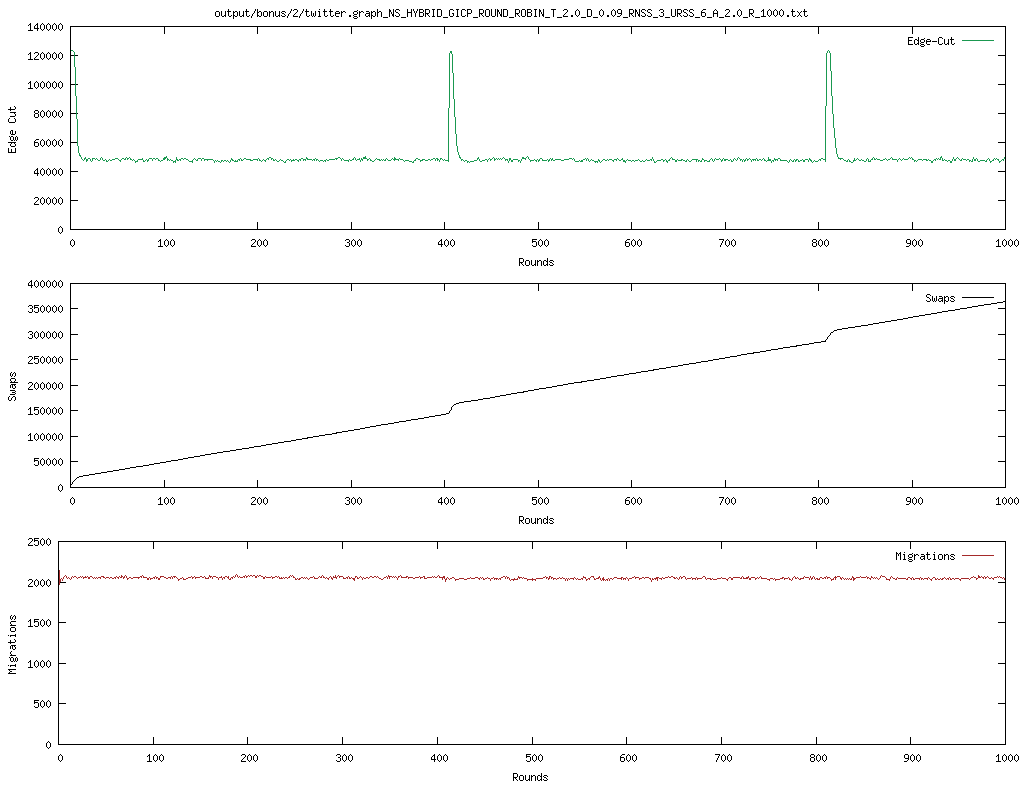 output/bonus/2/twitter.graph_NS_HYBRID_GICP_ROUND_ROBIN_T_2.0_D_0.09_RNSS_3_URSS_6_A_2.0_R_1000.txt
140000
120000
100000
80000
60000
40000
20000
0
Edge Cut
Edge-Cut
0 100 200 300 400 500 600 700 800 900 1000
Rounds
400000
350000
300000
250000
200000
150000
100000
50000
0
Swaps
Swaps
0 100 200 300 400 500 600 700 800 900 1000
Rounds
2500
2000
1500
1000
500
0
Migrations
Migrations
0 100 200 300 400 500 600 700 800 900 1000
Rounds